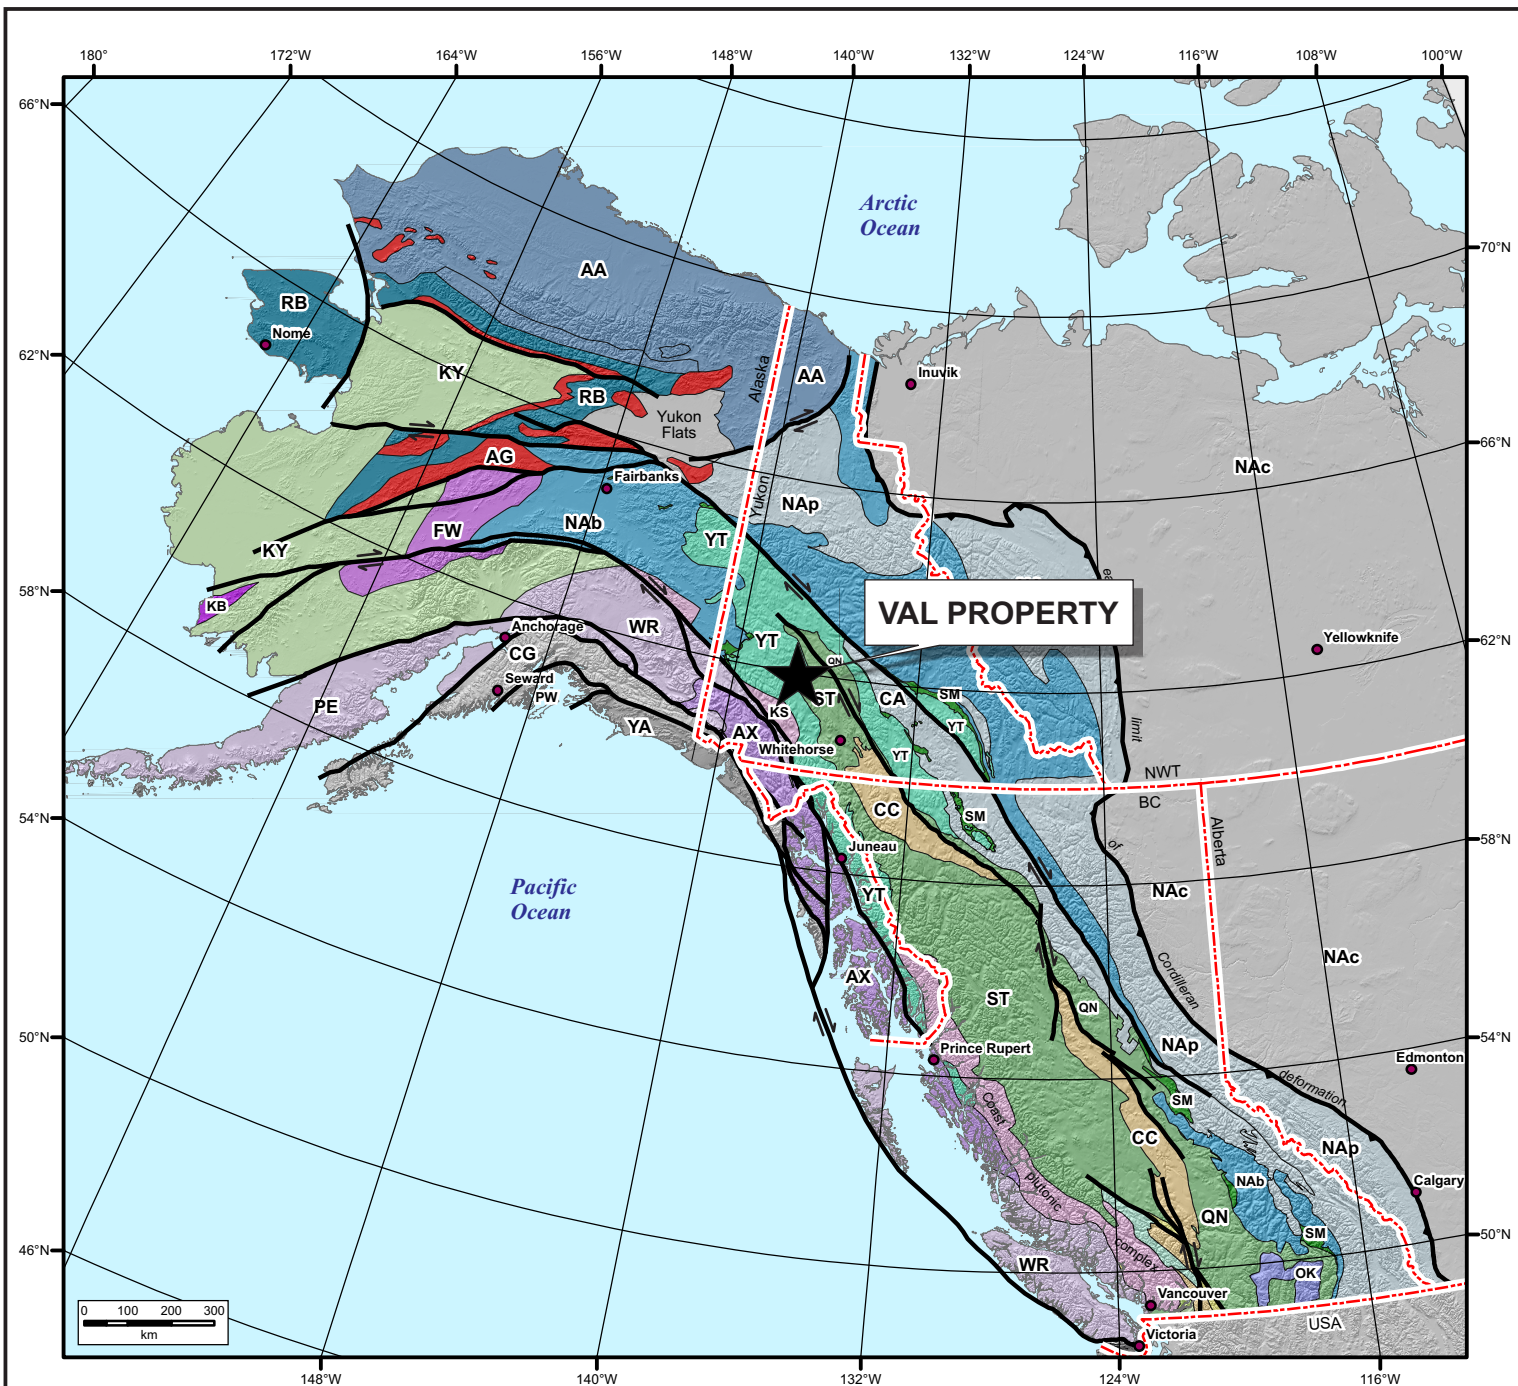 180°
172°W
164°W
156°W
148°W
140°W
132°W
124°W
116°W
108°W
100°W
66°N
62°N
58°N
54°N
50°N
46°N
70°N
66°N
62°N
58°N
54°N
50°N
148°W
140°W
132°W
124°W
116°W
Arctic
Ocean
AA
RB
Nome
KY
Alaska
AA
Inuvik
RB
Yukon
Flats
AG
Fairbanks
Yukon
NAp
NAc
FW
NAb
YT
KY
KB
VAL PROPERTY
Anchorage
WR
YT
QN
Yellowknife
CG
Seward
PW
PE
YA
ST
CA
SM
KS
AX
YT
Whitehorse
YT
limit
NWT
BC
CC
SM
Alberta
of
Juneau
YT
NAc
Pacific
Ocean
Cordilleran
NAc
AX
ST
QN
NAp
Prince Rupert
Edmonton
deformation
Coast
SM
CC
NAp
plutonic
NAb
Calgary
QN
complex
SM
WR
OK
Vancouver
USA
Victoria
0 100 200 300
km